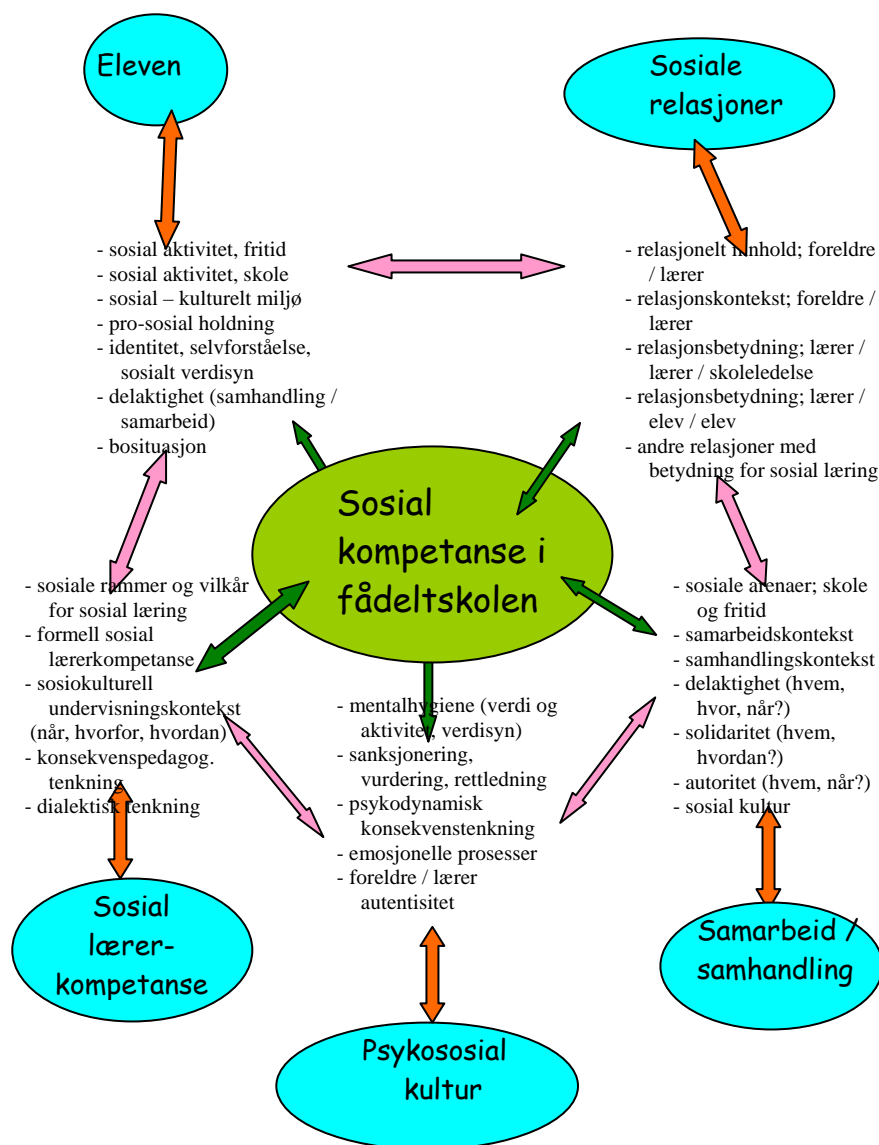 Eleven
Sosiale
relasjoner
- sosial aktivitet, fritid
- sosial aktivitet, skole
- sosial – kulturelt miljø
- pro-sosial holdning
- identitet, selvforståelse,
sosialt verdisyn
- delaktighet (samhandling /
samarbeid)
- bosituasjon
- relasjonelt innhold; foreldre
/ lærer
- relasjonskontekst; foreldre /
lærer
- relasjonsbetydning; lærer /
lærer / skoleledelse
- relasjonsbetydning; lærer /
elev / elev
- andre relasjoner med
betydning for sosial læring
Sosial
kompetanse i
fådeltskolen
- sosiale rammer og vilkår
for sosial læring
- formell sosial
lærerkompetanse
- sosiokulturell
undervisningskontekst
(når, hvorfor, hvordan)
- konsekvenspedagog.
tenkning
- dialektisk tenkning
- mentalhygiene (verdi og
aktivitet, verdisyn)
- sanksjonering,
vurdering, rettledning
- psykodynamisk
konsekvenstenkning
- emosjonelle prosesser
- foreldre / lærer
autentisitet
- sosiale arenaer; skole
og fritid
- samarbeidskontekst
- samhandlingskontekst
- delaktighet (hvem,
hvor, når?)
- solidaritet (hvem,
hvordan?)
- autoritet (hvem, når?)
- sosial kultur
Sosial
lærer-
kompetanse
Psykososial
kultur
Samarbeid /
samhandling